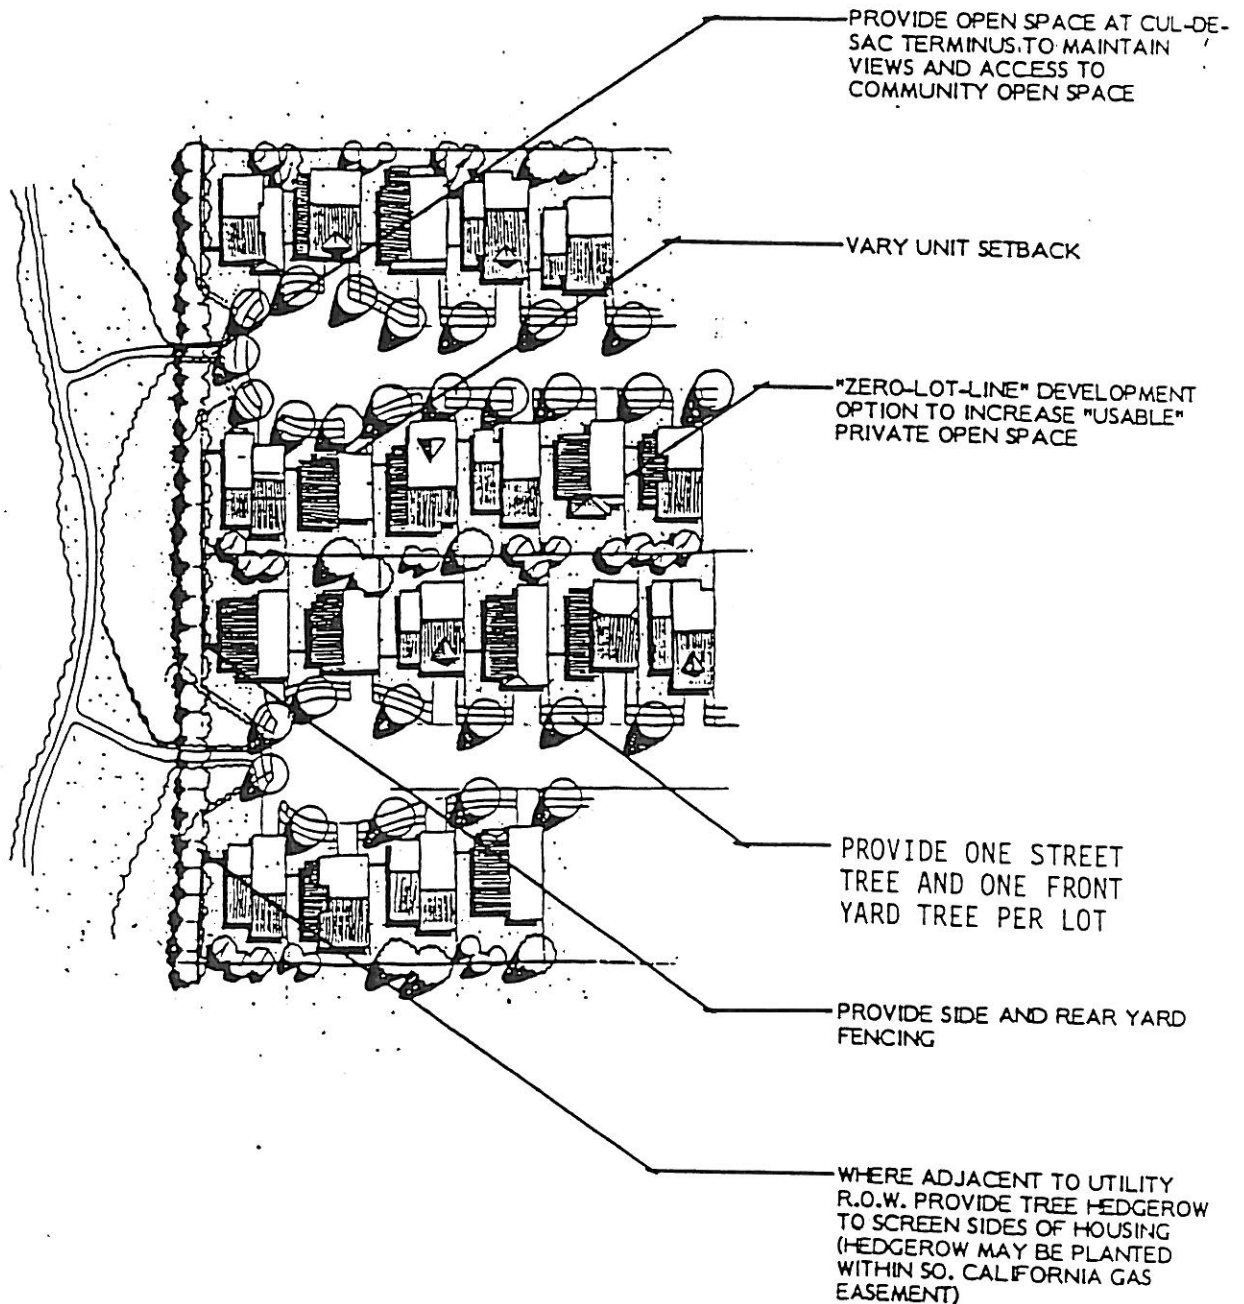 PROVIDE OPEN SPACE AT CUL-DE-
SAC TERMINUS TO MAINTAIN
VIEWS AND ACCESS TO
COMMUNITY OPEN SPACE
VARY UNIT SETBACK
"ZERO-LOT-LINE" DEVELOPMENT
OPTION TO INCREASE "USABLE"
PRIVATE OPEN SPACE
PROVIDE ONE STREET
TREE AND ONE FRONT
YARD TREE PER LOT
PROVIDE SIDE AND REAR YARD
FENCING
WHERE ADJACENT TO UTILITY
R.O.W. PROVIDE TREE HEDGEROW
TO SCREEN SIDES OF HOUSING
(HEDGEROW MAY BE PLANTED
WITHIN SO. CALIFORNIA GAS
EASEMENT)